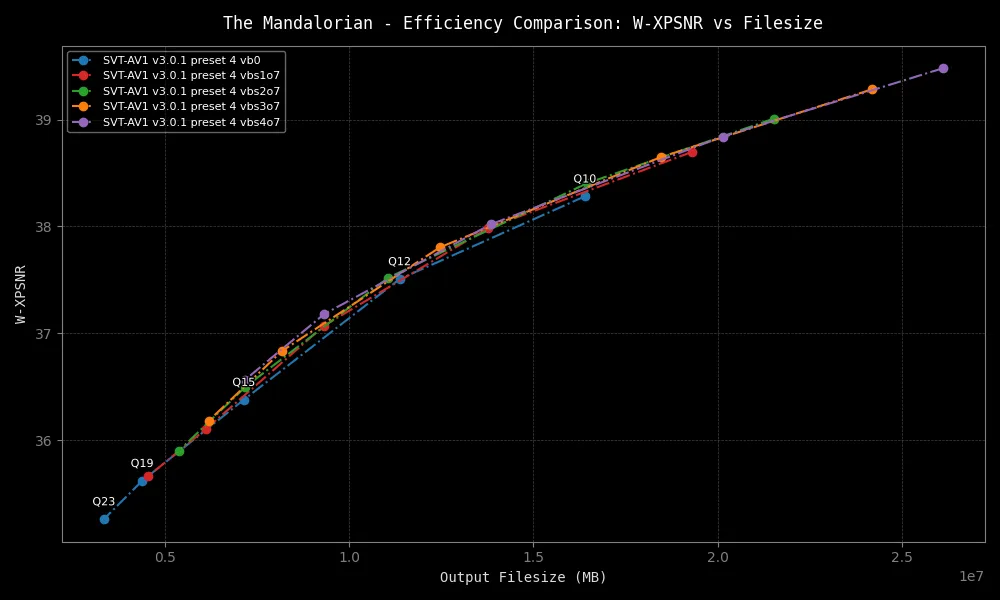 The Mandalorian - Efficiency Comparison: W-XPSNR vs Filesize
SVT-AV1 v3.0.1 preset 4 vb0
SVT-AV1 v3.0.1 preset 4 vbs1o7
SVT-AV1 v3.0.1 preset 4 vbs2o7
SVT-AV1 v3.0.1 preset 4 vbs3o7
SVT-AV1 v3.0.1 preset 4 vbs4o7
39
38
37
36
W-XPSNR
Q10
Q12
Q15
Q19
Q23
0.5
1.0
1.5
2.0
2.5
1e7
Output Filesize (MB)